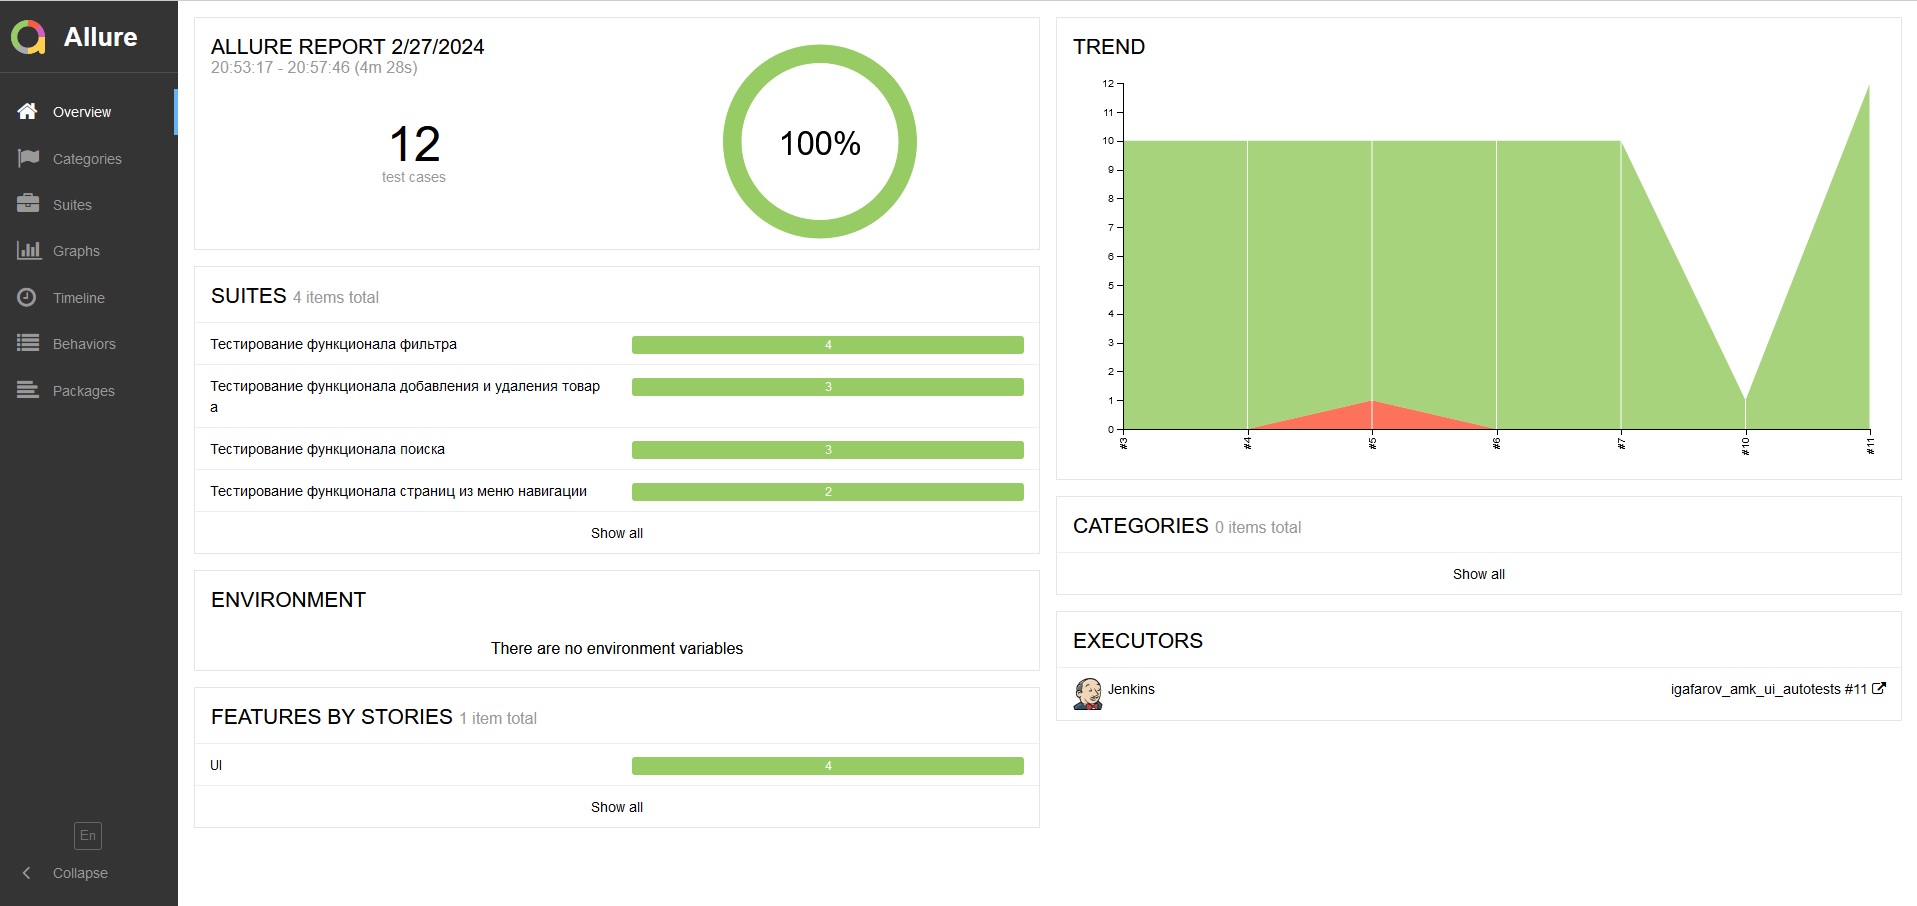 Allure
Overview
Categories
Suites
Graphs
Timeline
Behaviors
Packages
En
Collapse
ALLURE REPORT 2/27/2024
20:53:17 - 20:57:46 (4m 28s)
12
test cases
100%
SUITES 4 items total
Тестирование функционала фильтра 4
Тестирование функционала добавления и удаления товар 3
а
Тестирование функционала поиска 3
Тестирование функционала страниц из меню навигации 2
Show all
ENVIRONMENT
There are no environment variables
FEATURES BY STORIES 1 item total
UI 4
Show all
TREND
12
11
10
9
8
7
6
5
4
3
2
1
0
#3 #4 #5 #6 #7 #10 #11
CATEGORIES 0 items total
Show all
EXECUTORS
Jenkins igafarov_amk_ui_autotests #11